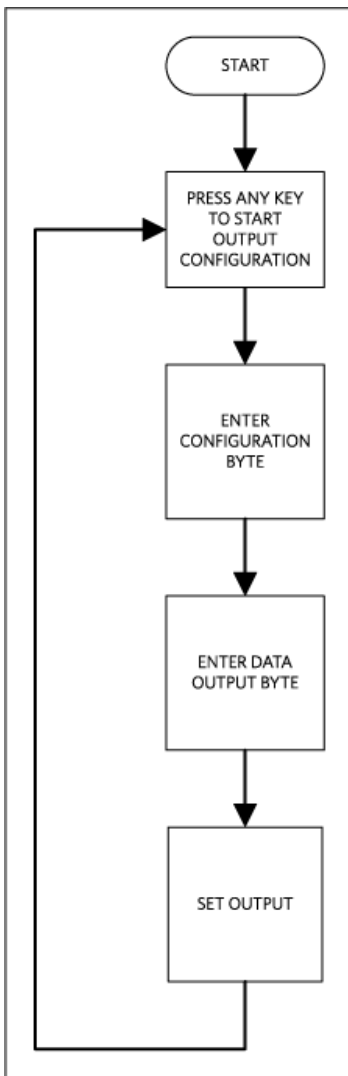 START
PRESS ANY KEY
TO START
OUTPUT
CONFIGURATION
ENTER
CONFIGURATION
BYTE
ENTER DATA
OUTPUT BYTE
SET OUTPUT